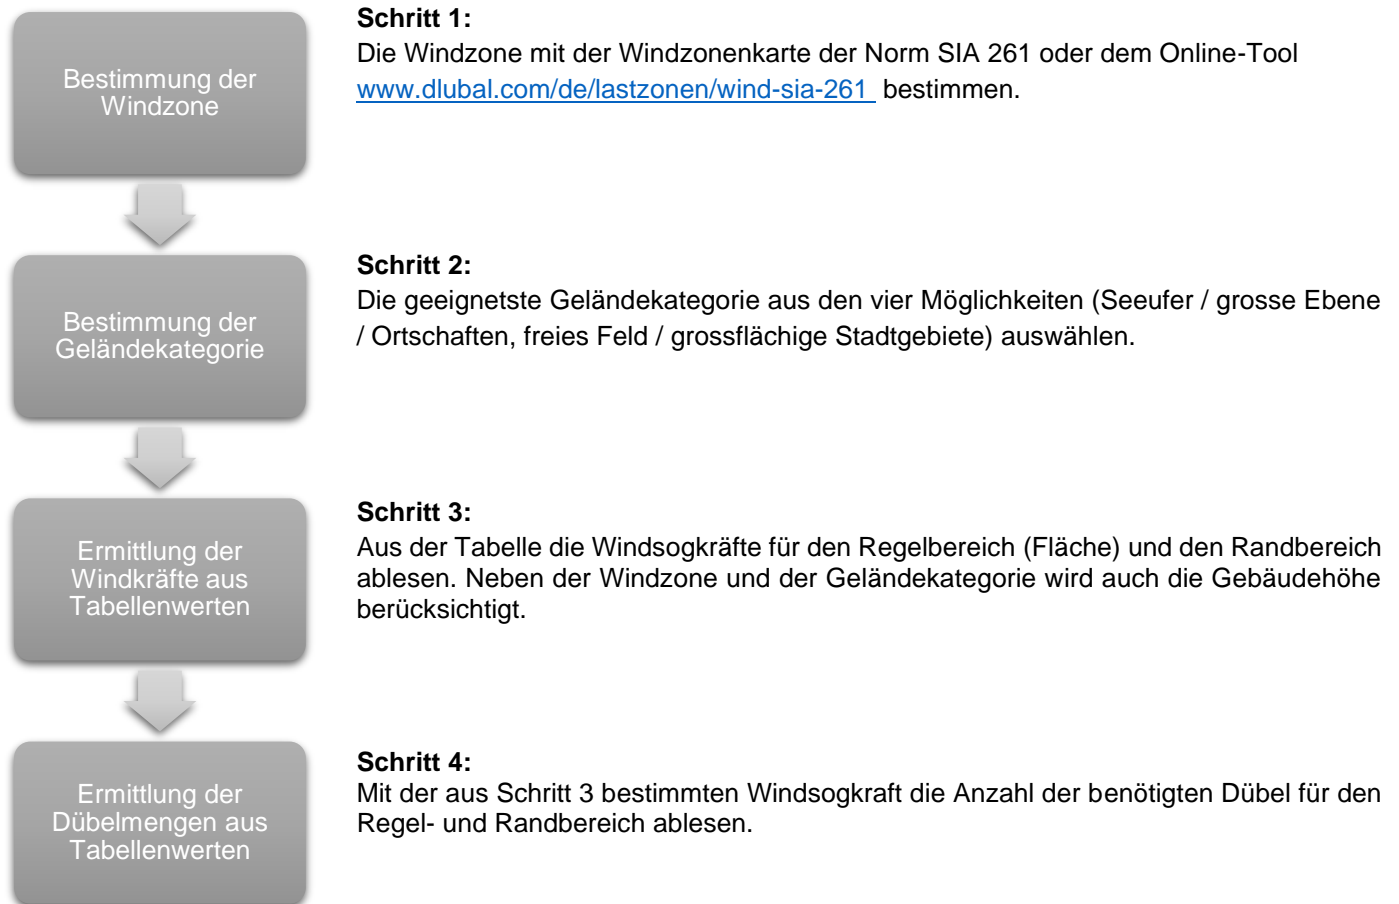 Bestimmung der
Windzone
Schritt 1:
Die Windzone mit der Windzonenkarte der Norm SIA 261 oder dem Online-Tool
www.dlubal.com/de/lastzonen/wind-sia-261 bestimmen.
Bestimmung der
Geländekategorie
Schritt 2:
Die geeignetste Geländekategorie aus den vier Möglichkeiten (Seeufer / grosse Ebene
/ Ortschaften, freies Feld / grossflächige Stadtgebiete) auswählen.
Ermittlung der
Windkräfte aus
Tabellenwerten
Schritt 3:
Aus der Tabelle die Windsogkräfte für den Regelbereich (Fläche) und den Randbereich
ablesen. Neben der Windzone und der Geländekategorie wird auch die Gebäudehöhe
berücksichtigt.
Ermittlung der
Dübelmengen aus
Tabellenwerten
Schritt 4:
Mit der aus Schritt 3 bestimmten Windsogkraft die Anzahl der benötigten Dübel für den
Regel- und Randbereich ablesen.